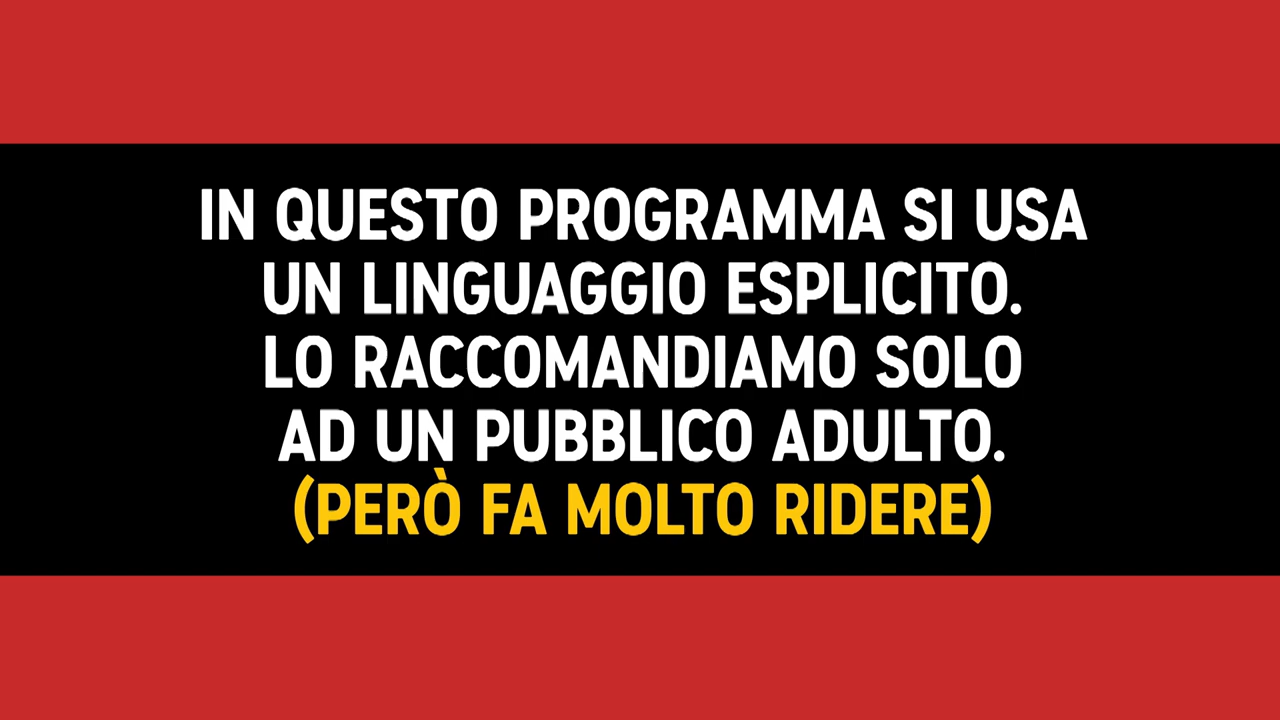 IN QUESTO PROGRAMMA SI USA
UN LINGUAGGIO ESPLICITO.
LO RACCOMANDIAMO SOLO
AD UN PUBBLICO ADULTO.
(PERÒ FA MOLTO RIDERE)